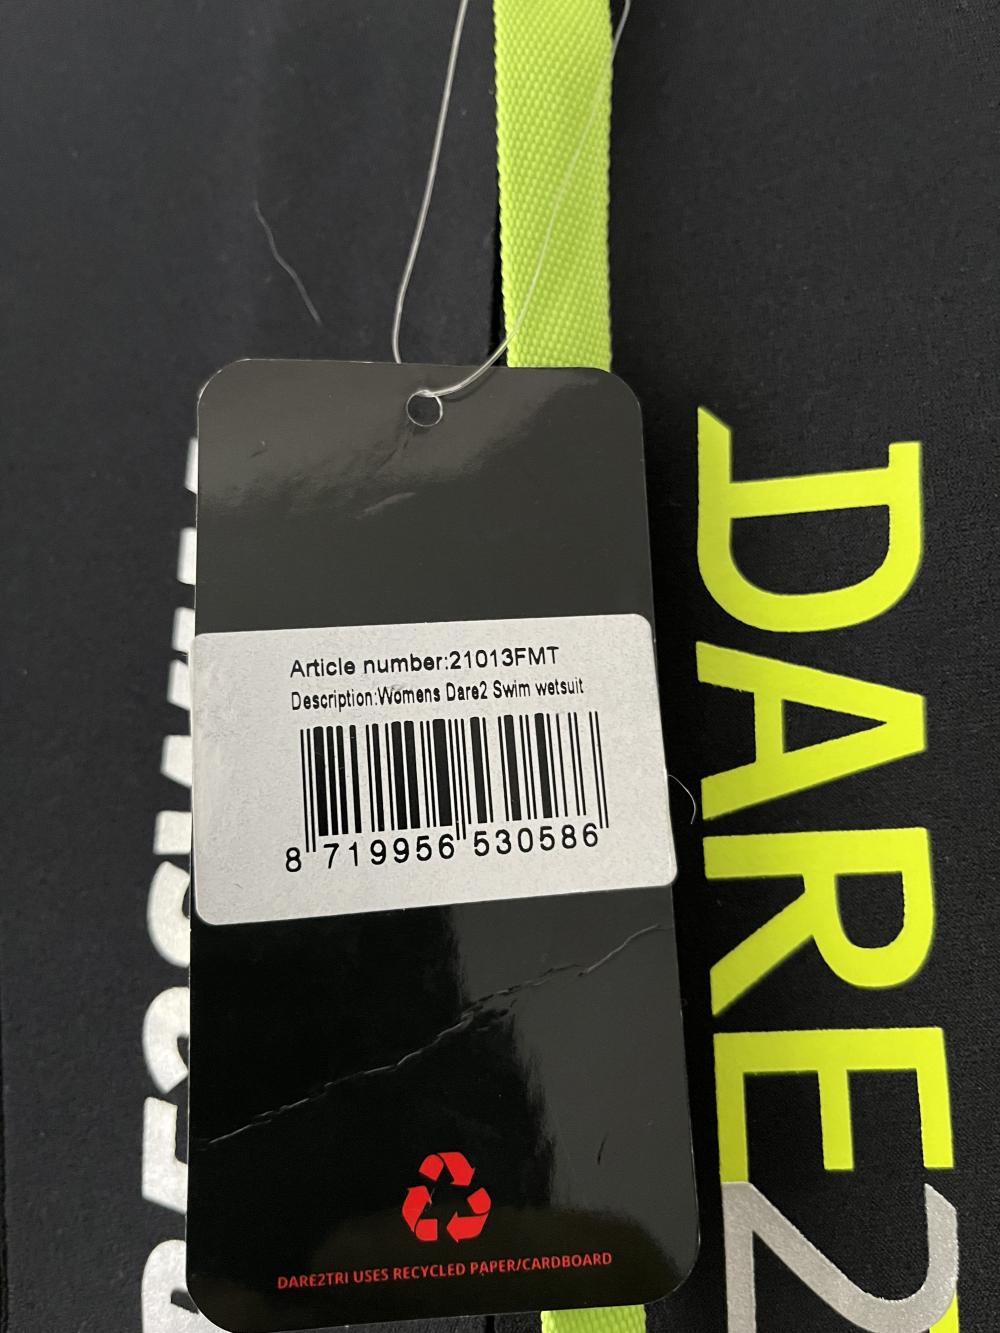 Article number:21013FMT
Description:Womens Dare2 Swim wetsuit
8 719956 530586
DARE2TRI USES RECYCLED PAPER/CARDBOARD
DARE2